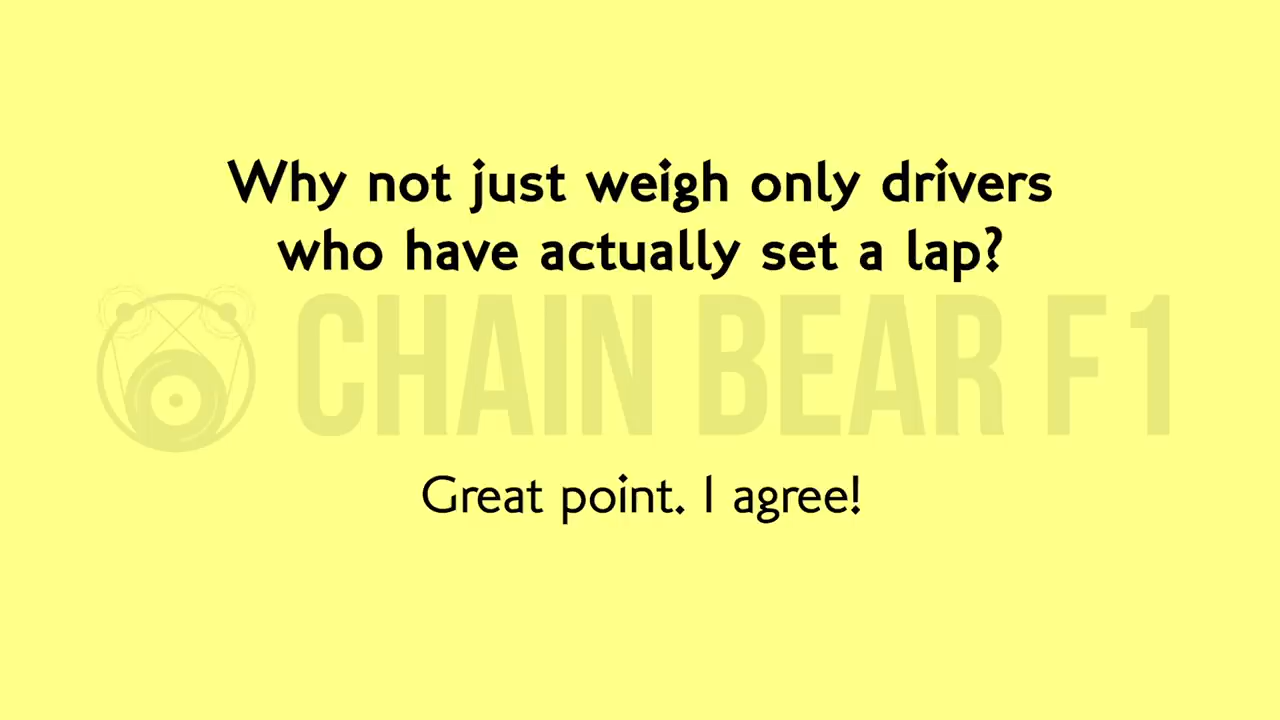 Why not just weigh only drivers
who have actually set a lap?
CHAIN BEAR F1
Great point. I agree!